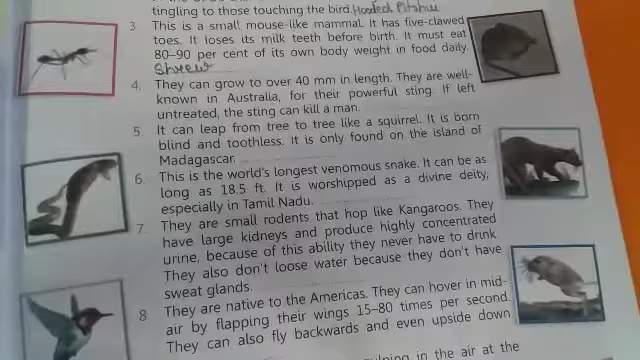 tingling to those touching the bird. Hooded Pitohui
3. This is a small mouse-like mammal. It has five-clawed
toes. It loses its milk teeth before birth. It must eat
80–90 per cent of its own body weight in food daily.
Shrew
4. They can grow to over 40 mm in length. They are well-
known in Australia, for their powerful sting. If left
untreated, the sting can kill a man.
5. It can leap from tree to tree like a squirrel. It is born
blind and toothless. It is only found on the island of
Madagascar.
6. This is the world's longest venomous snake. It can be as
long as 18.5 ft. It is worshipped as a divine deity,
especially in Tamil Nadu.
7. They are small rodents that hop like Kangaroos. They
have large kidneys and produce highly concentrated
urine, because of this ability they never have to drink.
They also don't loose water because they don't have
sweat glands.
8. They are native to the Americas. They can hover in mid-
air by flapping their wings 15–80 times per second.
They can also fly backwards and even upside down.
in the air at the